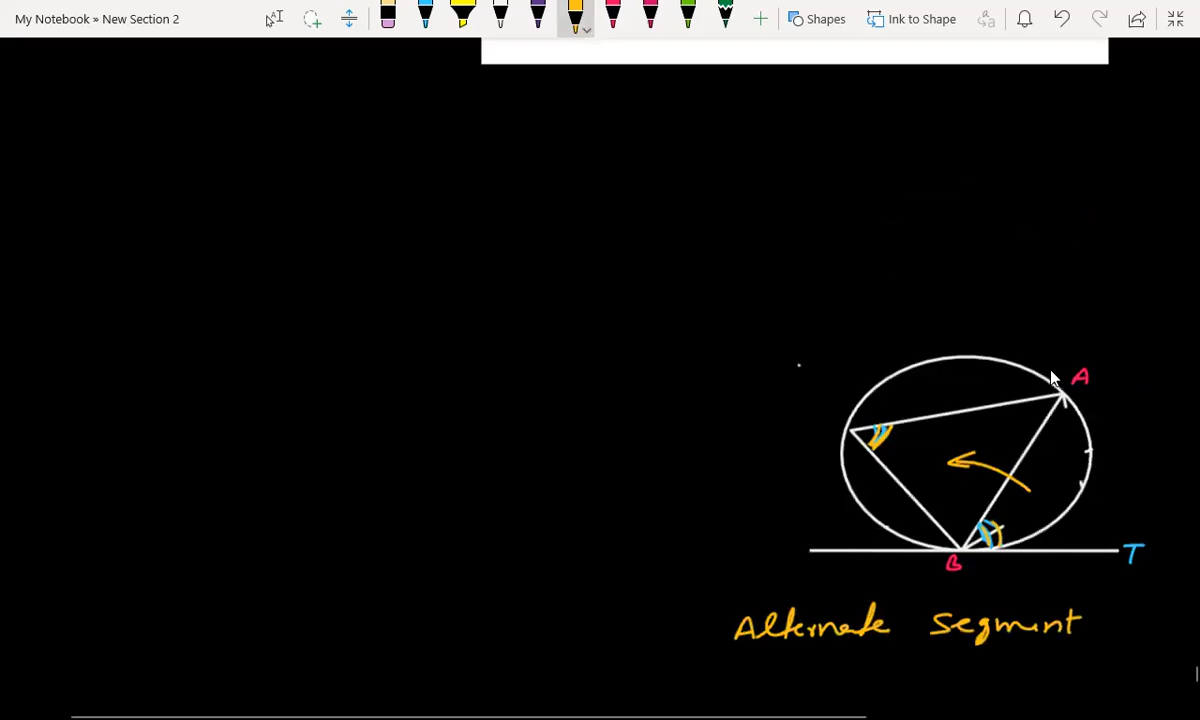 My Notebook » New Section 2
Shapes
Ink to Shape
A
T
B
Alternate Segment